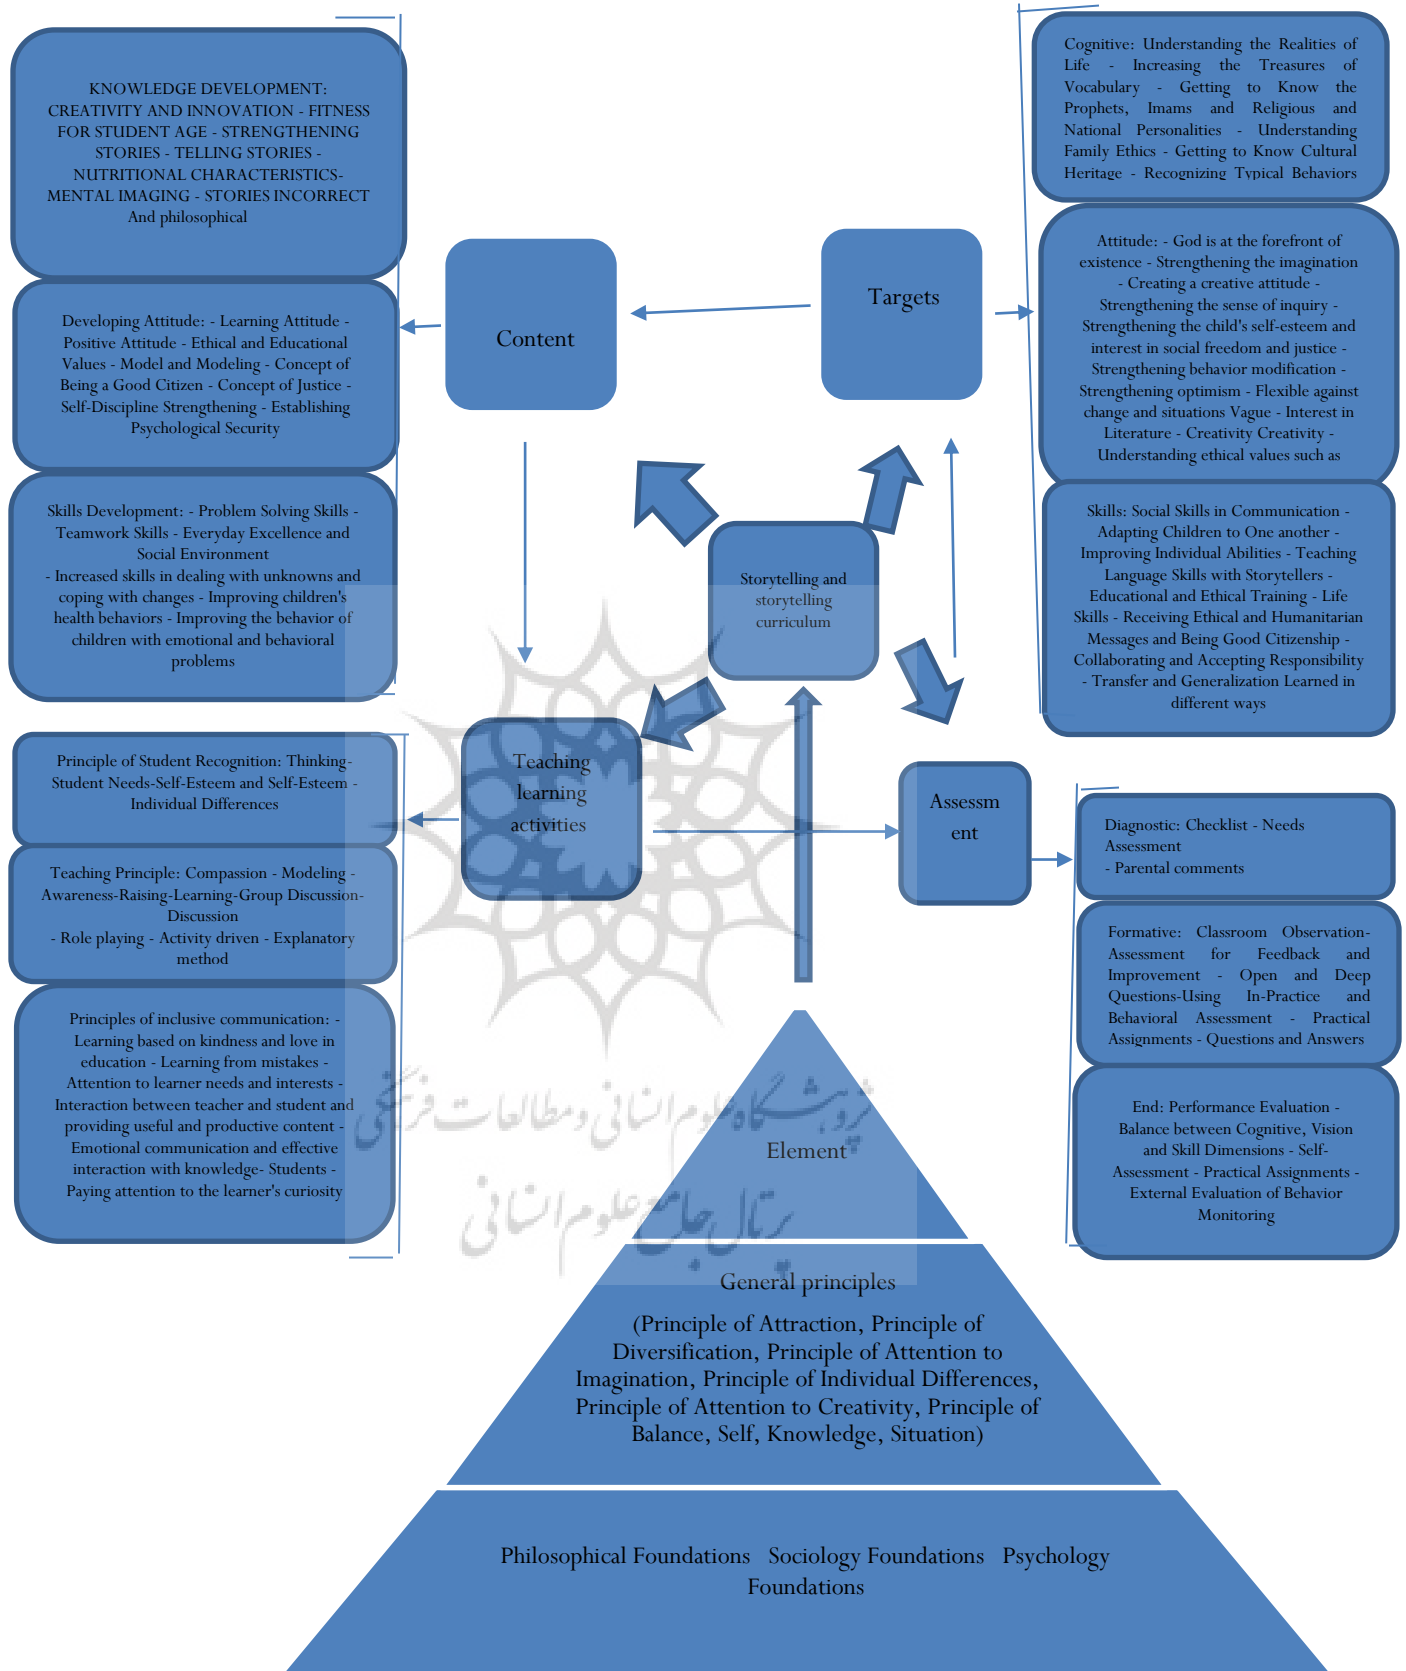 KNOWLEDGE DEVELOPMENT:
CREATIVITY AND INNOVATION - FITNESS
FOR STUDENT AGE - STRENGTHENING
STORIES - TELLING STORIES -
NUTRITIONAL CHARACTERISTICS-
MENTAL IMAGING - STORIES INCORRECT
And philosophical
Developing Attitude: - Learning Attitude -
Positive Attitude - Ethical and Educational
Values - Model and Modeling - Concept of
Being a Good Citizen - Concept of Justice -
Self-Discipline Strengthening - Establishing
Psychological Security
Skills Development: - Problem Solving Skills -
Teamwork Skills - Everyday Excellence and
Social Environment
- Increased skills in dealing with unknowns and
coping with changes - Improving children's
health behaviors - Improving the behavior of
children with emotional and behavioral
problems
Content
Targets
Cognitive: Understanding the Realities of
Life - Increasing the Treasures of
Vocabulary - Getting to Know the
Prophets, Imams and Religious and
National Personalities - Understanding
Family Ethics - Getting to Know Cultural
Heritage - Recognizing Typical Behaviors
Attitude: - God is at the forefront of
existence - Strengthening the imagination
- Creating a creative attitude -
Strengthening the sense of inquiry -
Strengthening the child's self-esteem and
interest in social freedom and justice -
Strengthening behavior modification -
Strengthening optimism - Flexible against
change and situations Vague - Interest in
Literature - Creativity Creativity -
Understanding ethical values such as
Skills: Social Skills in Communication -
Adapting Children to One another -
Improving Individual Abilities - Teaching
Language Skills with Storytellers -
Educational and Ethical Training - Life
Skills - Receiving Ethical and Humanitarian
Messages and Being Good Citizenship -
Collaborating and Accepting Responsibility
- Transfer and Generalization Learned in
different ways
Storytelling and
storytelling
curriculum
Principle of Student Recognition: Thinking-
Student Needs-Self-Esteem and Self-Esteem -
Individual Differences
Teaching Principle: Compassion - Modeling -
Awareness-Raising-Learning-Group Discussion-
Discussion
- Role playing - Activity driven - Explanatory
method
Principles of inclusive communication: -
Learning based on kindness and love in
education - Learning from mistakes -
Attention to learner needs and interests -
Interaction between teacher and student and
providing useful and productive content -
Emotional communication and effective
interaction with knowledge- Students -
Paying attention to the learner's curiosity
Teaching
learning
activities
Assessm
ent
Diagnostic: Checklist - Needs
Assessment
- Parental comments
Formative: Classroom Observation-
Assessment for Feedback and
Improvement - Open and Deep
Questions-Using In-Practice and
Behavioral Assessment - Practical
Assignments - Questions and Answers
End: Performance Evaluation -
Balance between Cognitive, Vision
and Skill Dimensions - Self-
Assessment - Practical Assignments -
External Evaluation of Behavior
Monitoring
پژوهشگاه علوم انسانی و مطالعات فرهنگی
پرتال جامع علوم انسانی
Element
General principles
(Principle of Attraction, Principle of
Diversification, Principle of Attention to
Imagination, Principle of Individual Differences,
Principle of Attention to Creativity, Principle of
Balance, Self, Knowledge, Situation)
Philosophical Foundations Sociology Foundations Psychology
Foundations